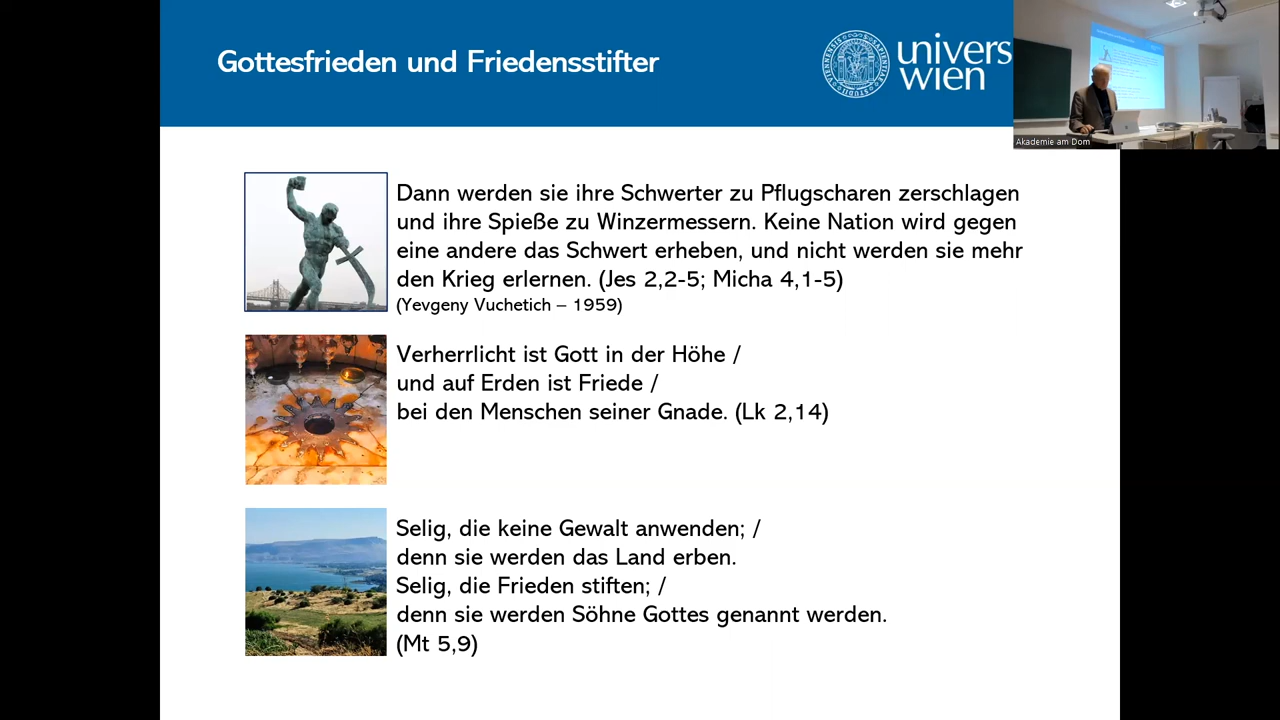 Gottesfrieden und Friedensstifter
univers
wien
Akademie am Dom
Dann werden sie ihre Schwerter zu Pflugscharen zerschlagen
und ihre Spieße zu Winzermessern. Keine Nation wird gegen
eine andere das Schwert erheben, und nicht werden sie mehr
den Krieg erlernen. (Jes 2,2-5; Micha 4,1-5)
(Yevgeny Vuchetich – 1959)
Verherrlicht ist Gott in der Höhe /
und auf Erden ist Friede /
bei den Menschen seiner Gnade. (Lk 2,14)
Selig, die keine Gewalt anwenden; /
denn sie werden das Land erben.
Selig, die Frieden stiften; /
denn sie werden Söhne Gottes genannt werden.
(Mt 5,9)